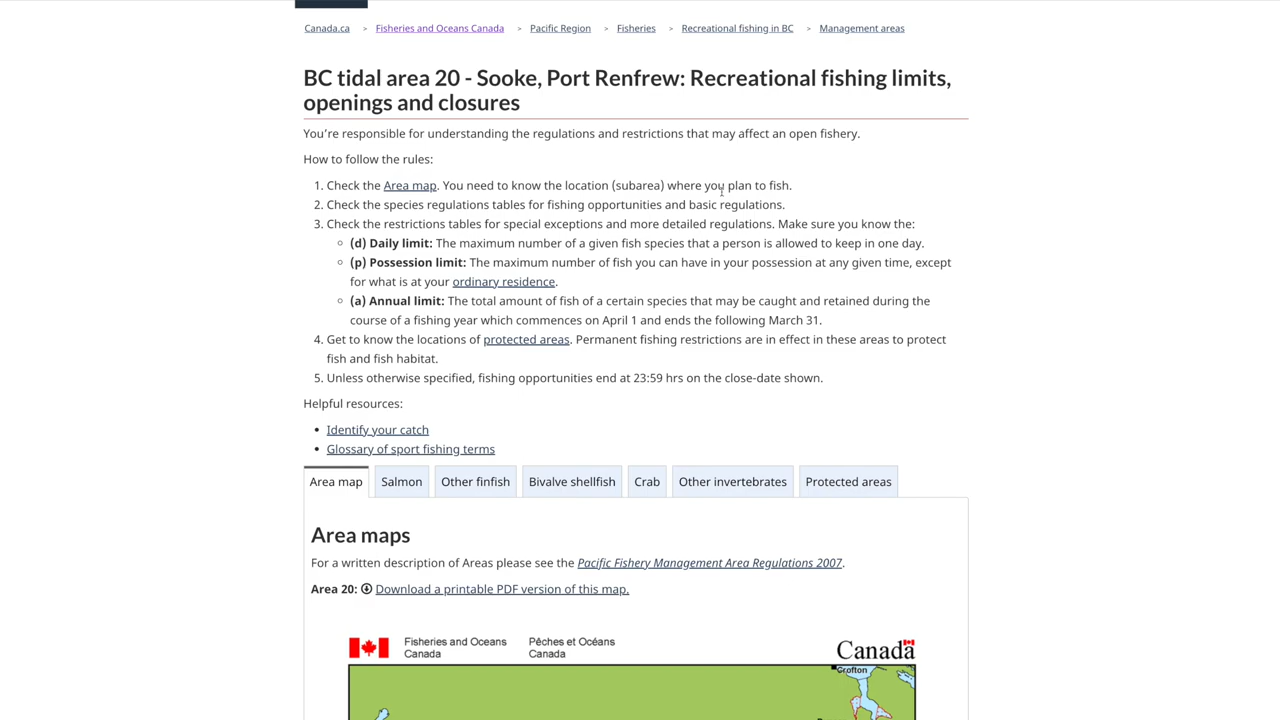 Canada.ca > Fisheries and Oceans Canada > Pacific Region > Fisheries > Recreational fishing in BC > Management areas
BC tidal area 20 - Sooke, Port Renfrew: Recreational fishing limits,
openings and closures
You’re responsible for understanding the regulations and restrictions that may affect an open fishery.
How to follow the rules:
1. Check the Area map. You need to know the location (subarea) where you plan to fish.
2. Check the species regulations tables for fishing opportunities and basic regulations.
3. Check the restrictions tables for special exceptions and more detailed regulations. Make sure you know the:
(d) Daily limit: The maximum number of a given fish species that a person is allowed to keep in one day.
(p) Possession limit: The maximum number of fish you can have in your possession at any given time, except
for what is at your ordinary residence.
(a) Annual limit: The total amount of fish of a certain species that may be caught and retained during the
course of a fishing year which commences on April 1 and ends the following March 31.
4. Get to know the locations of protected areas. Permanent fishing restrictions are in effect in these areas to protect
fish and fish habitat.
5. Unless otherwise specified, fishing opportunities end at 23:59 hrs on the close-date shown.
Helpful resources:
Identify your catch
Glossary of sport fishing terms
Area map Salmon Other finfish Bivalve shellfish Crab Other invertebrates Protected areas
Area maps
For a written description of Areas please see the Pacific Fishery Management Area Regulations 2007.
Area 20: Download a printable PDF version of this map.
Fisheries and Oceans Pêches et Océans
Canada Canada
Canada
Crofton